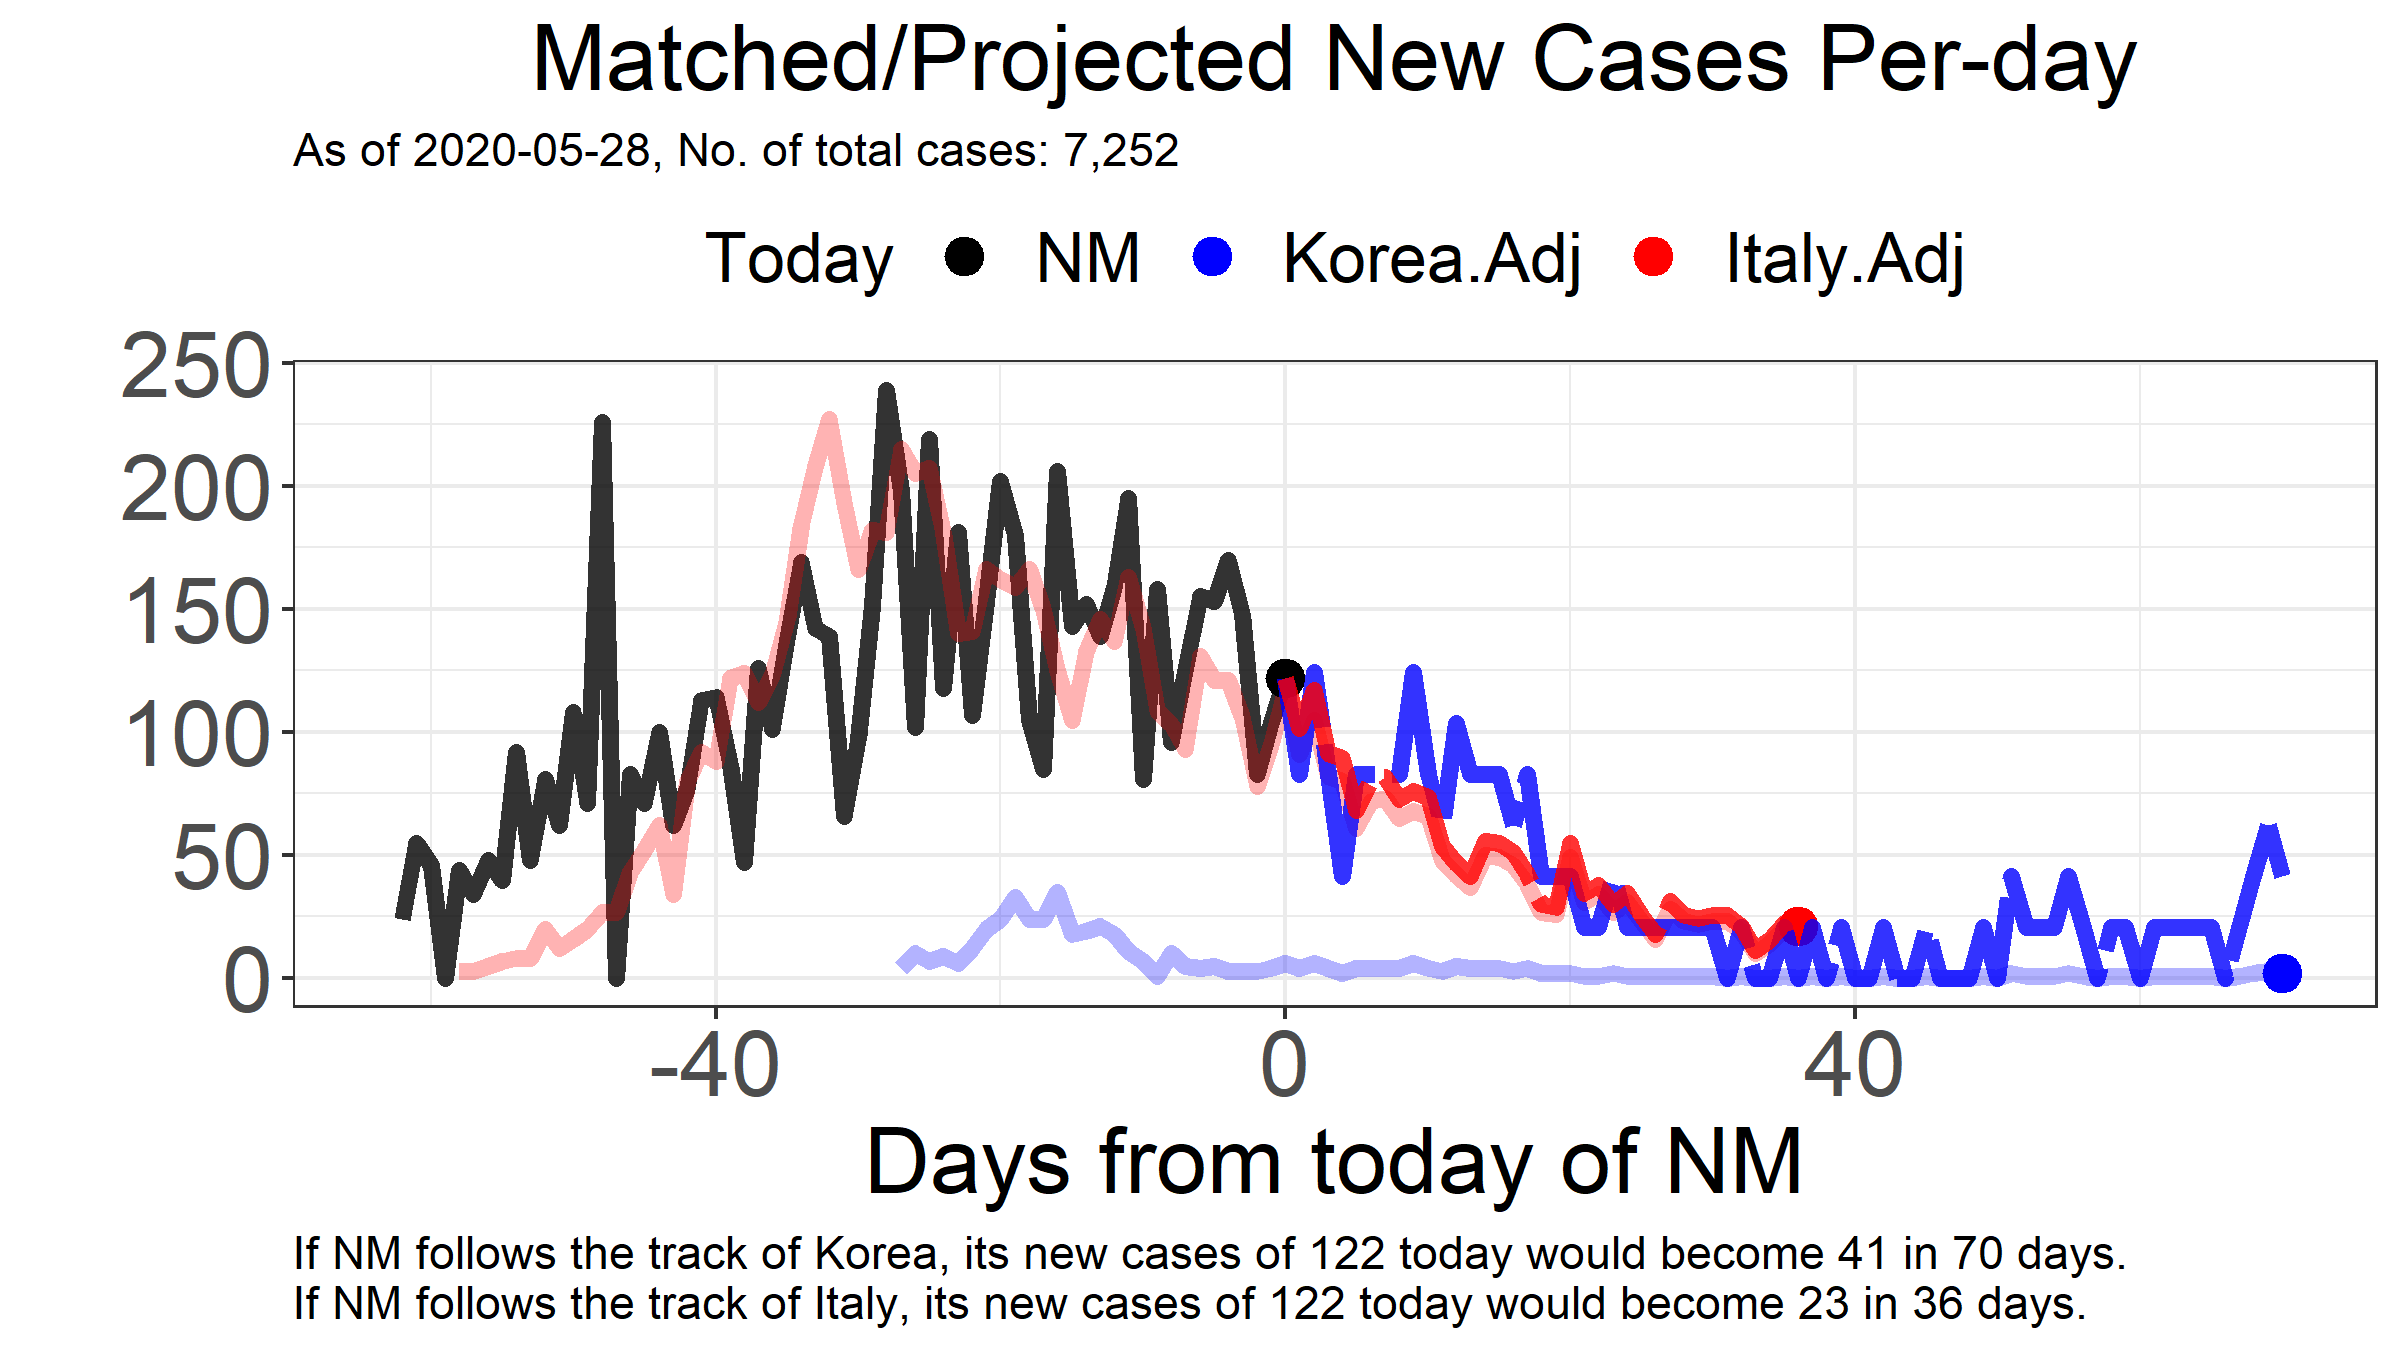 Matched/Projected New Cases Per-day
As of 2020-05-28, No. of total cases: 7,252
Today NM Korea.Adj Italy.Adj
250
200
150
100
50
0
-40 0 40
Days from today of NM
If NM follows the track of Korea, its new cases of 122 today would become 41 in 70 days.
If NM follows the track of Italy, its new cases of 122 today would become 23 in 36 days.